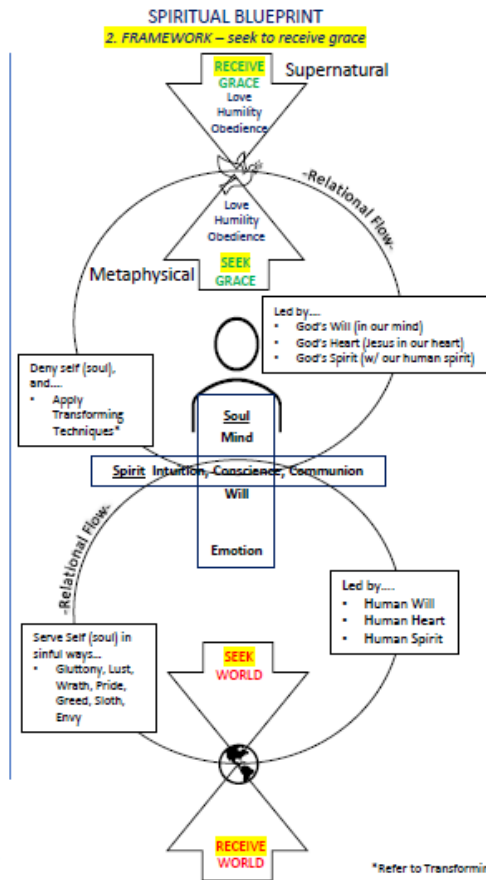 SPIRITUAL BLUEPRINT
2. FRAMEWORK – seek to receive grace
RECEIVE
GRACE
Love
Humility
Obedience
Supernatural
-Relational Flow-
Love
Humility
Obedience
SEEK
GRACE
Metaphysical
Led by....
• God's Will (in our mind)
• God's Heart (Jesus in our heart)
• God's Spirit (w/ our human spirit)
Deny self (soul),
and....
• Apply
Transforming
Techniques*
Soul
Mind
Spirit Intuition, Conscience, Communion
Will
Emotion
-Relational Flow-
Led by....
• Human Will
• Human Heart
• Human Spirit
Serve Self (soul) in
sinful ways...
• Gluttony, Lust,
Wrath, Pride,
Greed, Sloth,
Envy
SEEK
WORLD
RECEIVE
WORLD
*Refer to Transformin